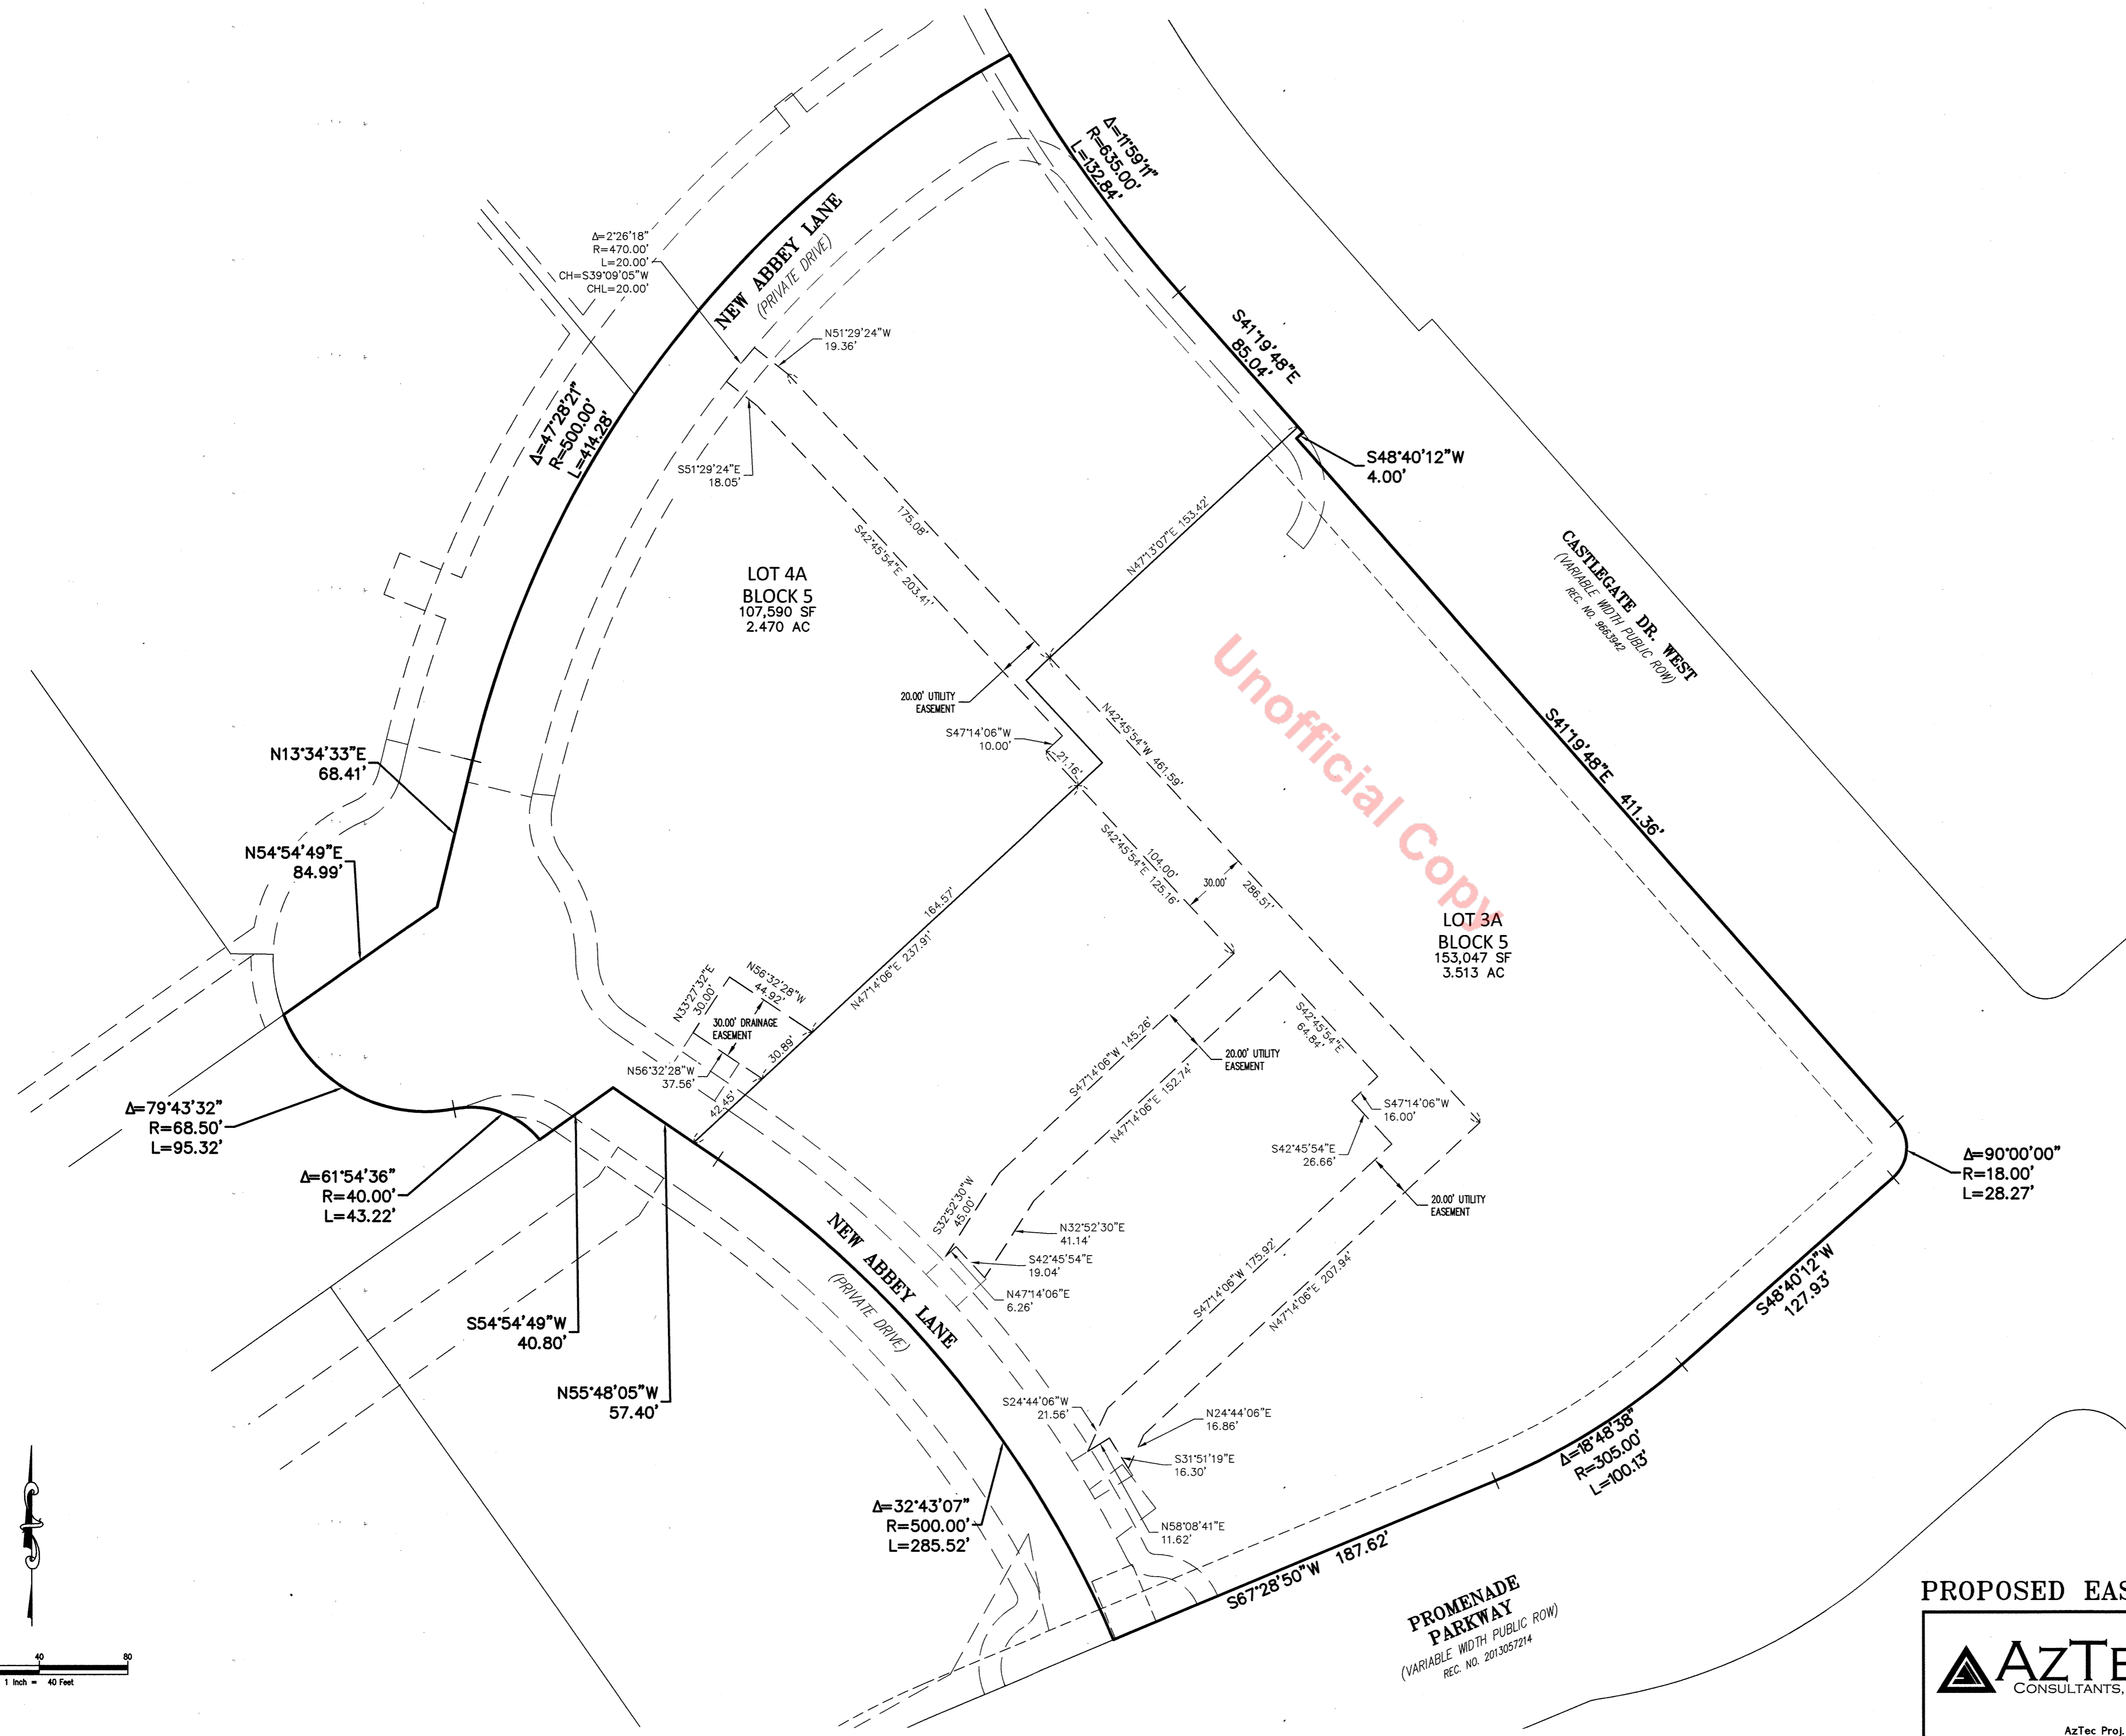 Δ=11°59'11"
R=635.00'
L=132.84'
NEW ABBEY LANE
(PRIVATE DRIVE)
Δ=2°26'18"
R=470.00'
L=20.00'
CH=S39°09'05"W
CHL=20.00'
N51°29'24"W
19.36'
S41°19'48"E
85.04'
Δ=47°28'21"
R=500.00'
L=414.28'
S51°29'24"E
18.05'
S48°40'12"W
4.00'
175.08'
S42°45'54"E 203.41'
N47°13'07"E 153.42'
LOT 4A
BLOCK 5
107,590 SF
2.470 AC
CASTLEGATE DR. WEST
(VARIABLE WIDTH PUBLIC ROW)
REC. NO. 9663942
Unofficial Copy
20.00' UTILITY
EASEMENT
S47°14'06"W
10.00'
21.16'
N42°45'54"W 461.59'
S41°19'48"E 411.36'
N13°34'33"E
68.41'
N54°54'49"E
84.99'
104.00'
S42°45'54"E 125.16'
30.00'
286.51'
164.57'
N47°14'06"E 237.91'
LOT 3A
BLOCK 5
153,047 SF
3.513 AC
N33°27'32"E
30.00'
N56°32'28"W
44.92'
30.00' DRAINAGE
EASEMENT
30.89'
N56°32'28"W
37.56'
42.45'
S42°45'54"E
64.84'
S47°14'06"W 145.26'
20.00' UTILITY
EASEMENT
N47°14'06"E 152.74'
S47°14'06"W
16.00'
S42°45'54"E
26.66'
Δ=79°43'32"
R=68.50'
L=95.32'
Δ=61°54'36"
R=40.00'
L=43.22'
Δ=90°00'00"
R=18.00'
L=28.27'
20.00' UTILITY
EASEMENT
S32°52'30"W
45.00'
N32°52'30"E
41.14'
S42°45'54"E
19.04'
N47°14'06"E
6.26'
NEW ABBEY LANE
(PRIVATE DRIVE)
S47°14'06"W 175.92'
N47°14'06"E 207.94'
S48°40'12"W
127.93'
S54°54'49"W
40.80'
N55°48'05"W
57.40'
S24°44'06"W
21.56'
N24°44'06"E
16.86'
S31°51'19"E
16.30'
Δ=18°48'38"
R=305.00'
L=100.13'
Δ=32°43'07"
R=500.00'
L=285.52'
N58°08'41"E
11.62'
S67°28'50"W 187.62'
PROMENADE
PARKWAY
(VARIABLE WIDTH PUBLIC ROW)
REC. NO. 2013057214
40 80
1 inch = 40 Feet
PROPOSED EAS
AZTE
CONSULTANTS,
AzTec Proj.